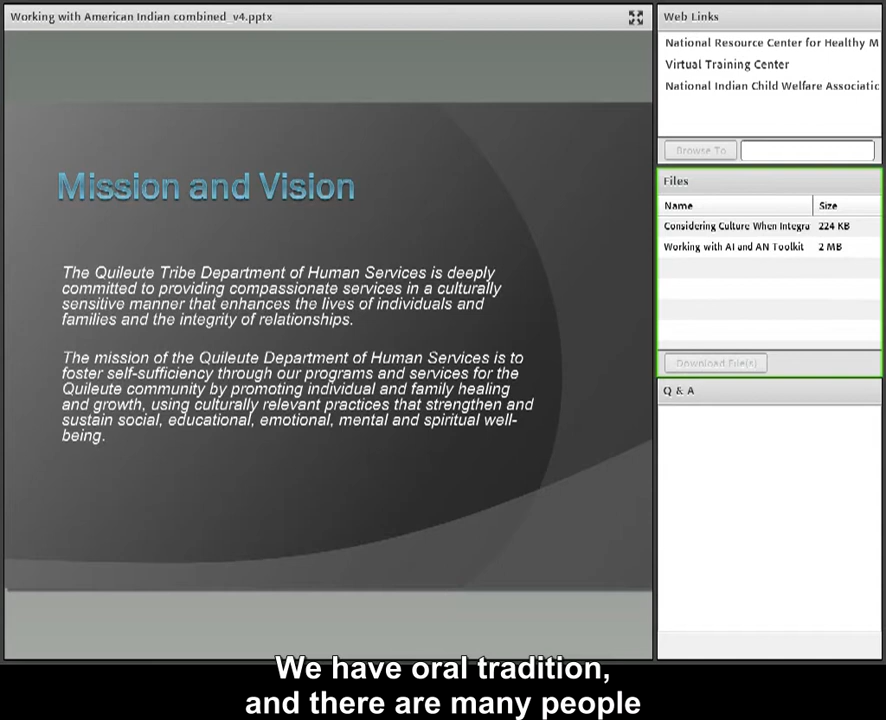 Working with American Indian combined_v4.pptx
Mission and Vision
The Quileute Tribe Department of Human Services is deeply
committed to providing compassionate services in a culturally
sensitive manner that enhances the lives of individuals and
families and the integrity of relationships.
The mission of the Quileute Department of Human Services is to
foster self-sufficiency through our programs and services for the
Quileute community by promoting individual and family healing
and growth, using culturally relevant practices that strengthen and
sustain social, educational, emotional, mental and spiritual well-
being.
Web Links
National Resource Center for Healthy M
Virtual Training Center
National Indian Child Welfare Associatic
Browse To
Files
Name Size
Considering Culture When Integra 224 KB
Working with AI and AN Toolkit 2 MB
Download File(s)
Q & A
We have oral tradition,
and there are many people